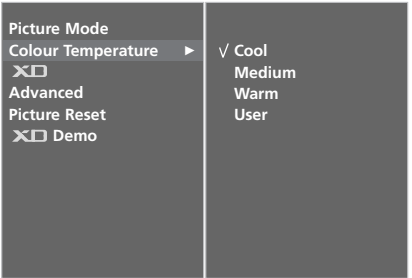 Picture Mode
Colour Temperature ►
XD
Advanced
Picture Reset
XD Demo
√ Cool
Medium
Warm
User